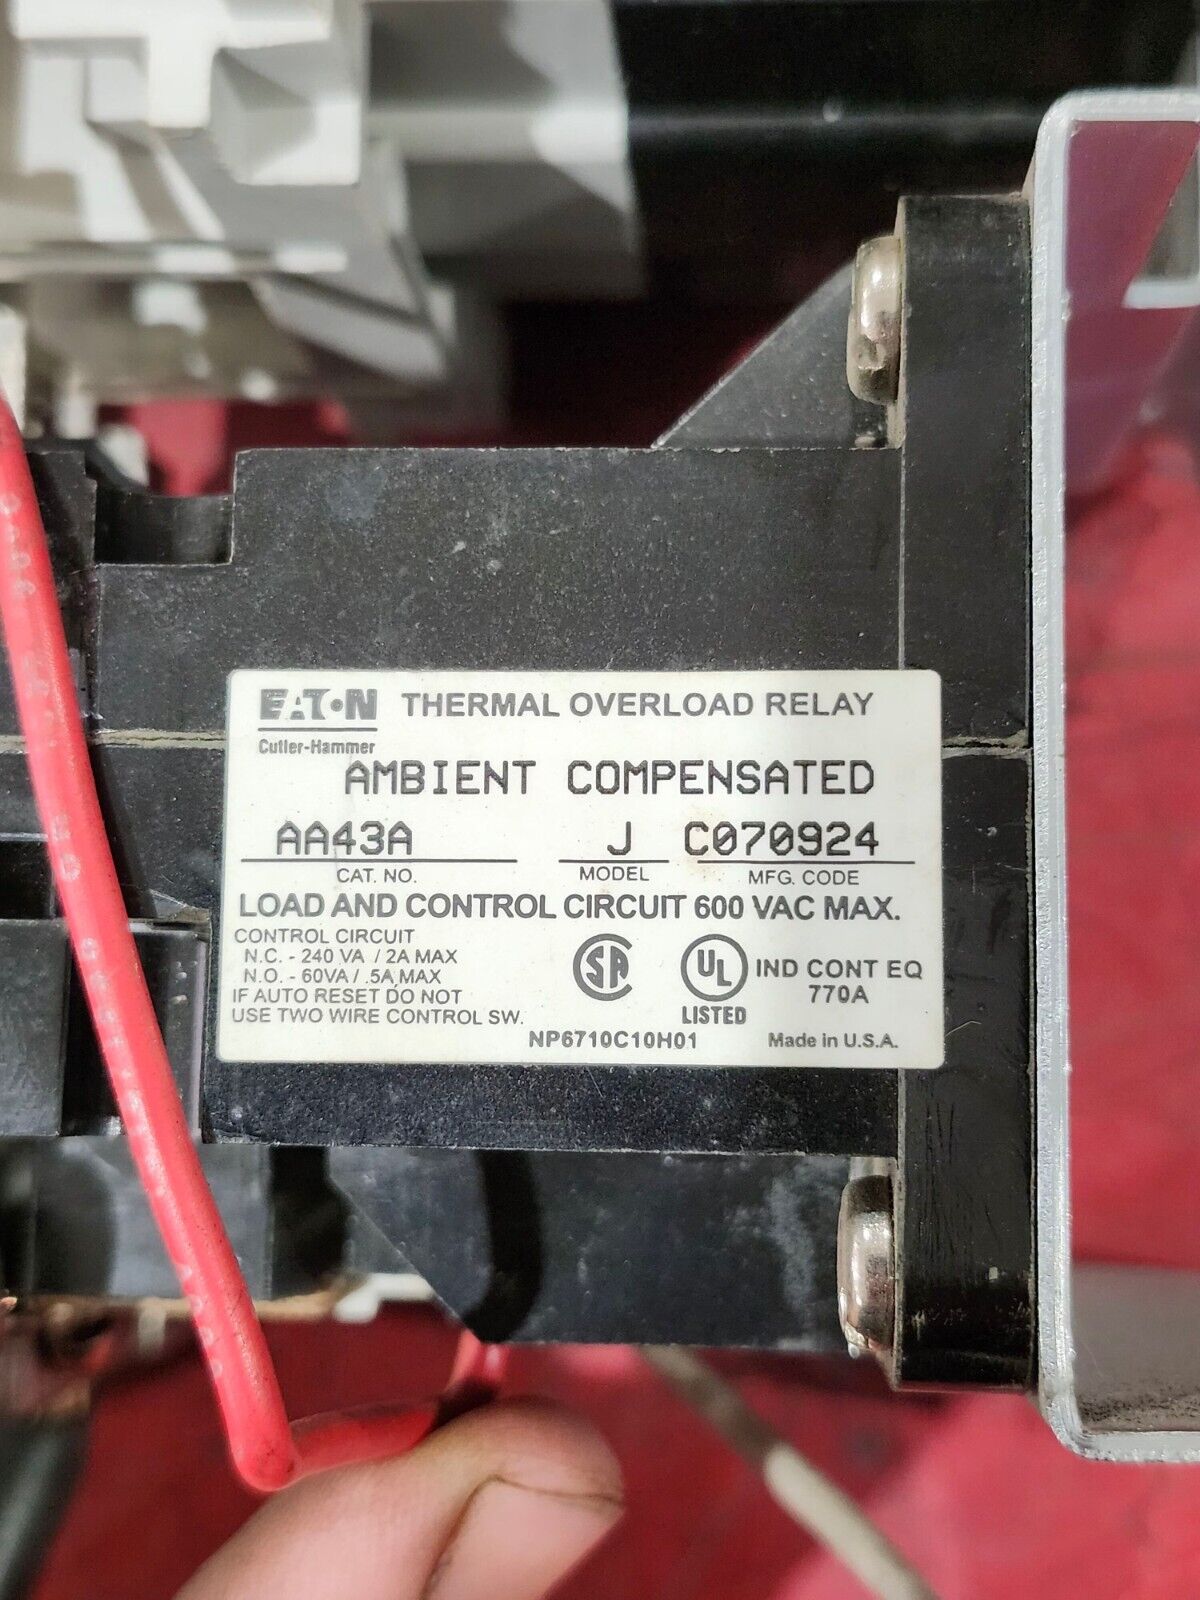 EATON THERMAL OVERLOAD RELAY
Cutler-Hammer
AMBIENT COMPENSATED
AA43A J C070924
CAT. NO. MODEL MFG. CODE
LOAD AND CONTROL CIRCUIT 600 VAC MAX.
CONTROL CIRCUIT
N.C. - 240 VA / 2A MAX
N.O. - 60VA / .5A MAX
IF AUTO RESET DO NOT
USE TWO WIRE CONTROL SW.
SA
UL
LISTED
IND CONT EQ
770A
NP6710C10H01
Made in U.S.A.